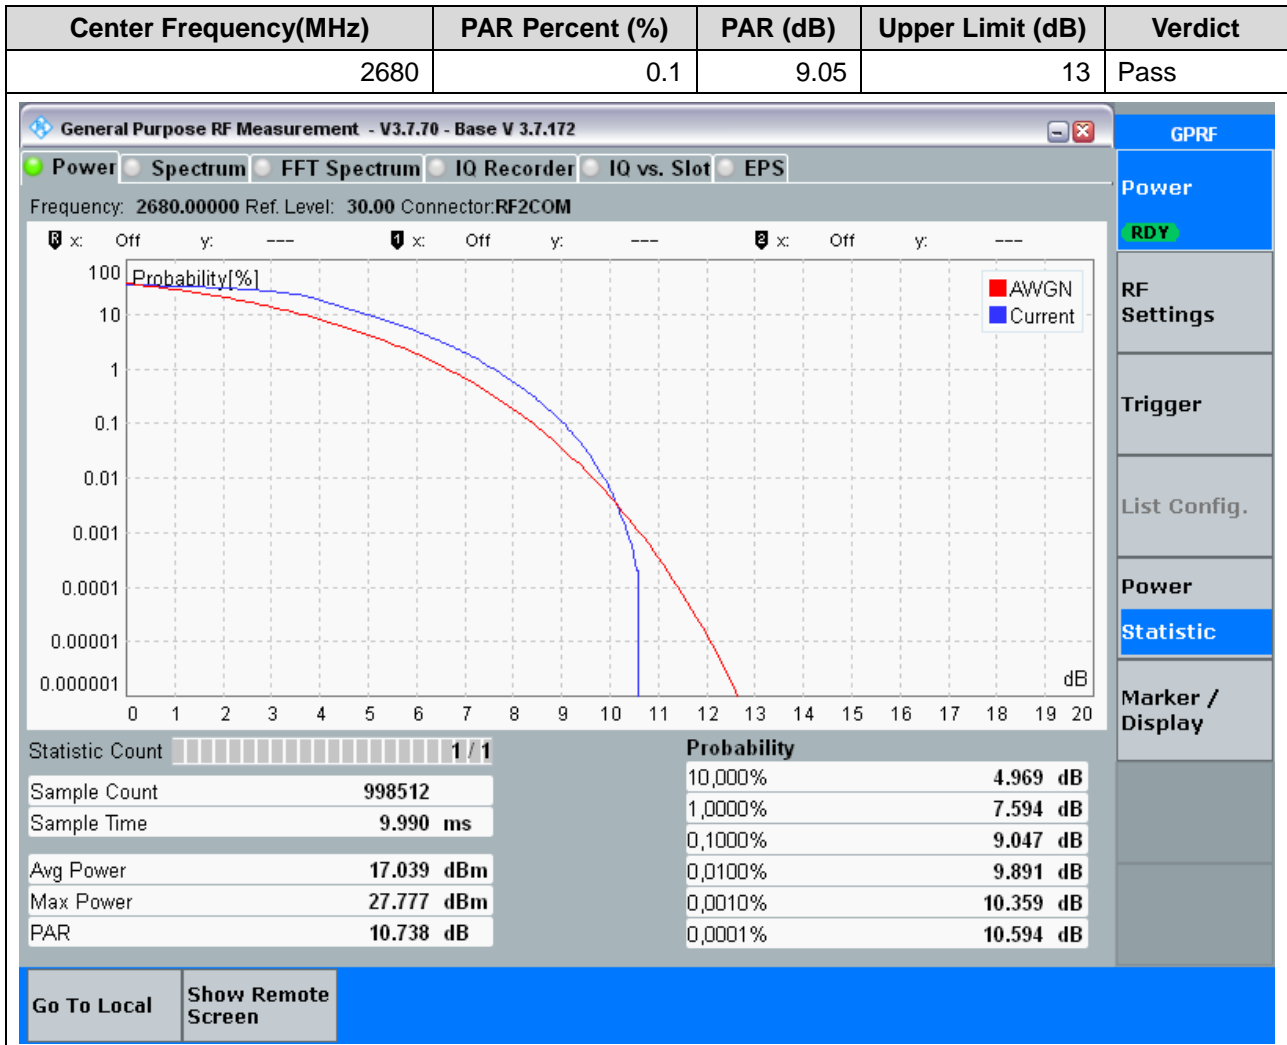 Center Frequency(MHz) PAR Percent (%) PAR (dB) Upper Limit (dB) Verdict
2680 0.1 9.05 13 Pass
General Purpose RF Measurement - V3.7.70 - Base V 3.7.172
GPRF
Power Spectrum FFT Spectrum IQ Recorder IQ vs. Slot EPS
Power
RDY
Frequency: 2680.00000 Ref. Level: 30.00 Connector:RF2COM
R x: Off y: --- 1 x: Off y: --- 2 x: Off y: ---
100 Probability[%]
AWGN
Current
10
1
0.1
0.01
0.001
0.0001
0.00001
0.000001
dB
0 1 2 3 4 5 6 7 8 9 10 11 12 13 14 15 16 17 18 19 20
RF
Settings
Trigger
List Config.
Power
Statistic
Marker /
Display
Statistic Count 1 / 1
Sample Count 998512
Sample Time 9.990 ms
Avg Power 17.039 dBm
Max Power 27.777 dBm
PAR 10.738 dB
Probability
10,000% 4.969 dB
1,0000% 7.594 dB
0,1000% 9.047 dB
0,0100% 9.891 dB
0,0010% 10.359 dB
0,0001% 10.594 dB
Go To Local
Show Remote
Screen